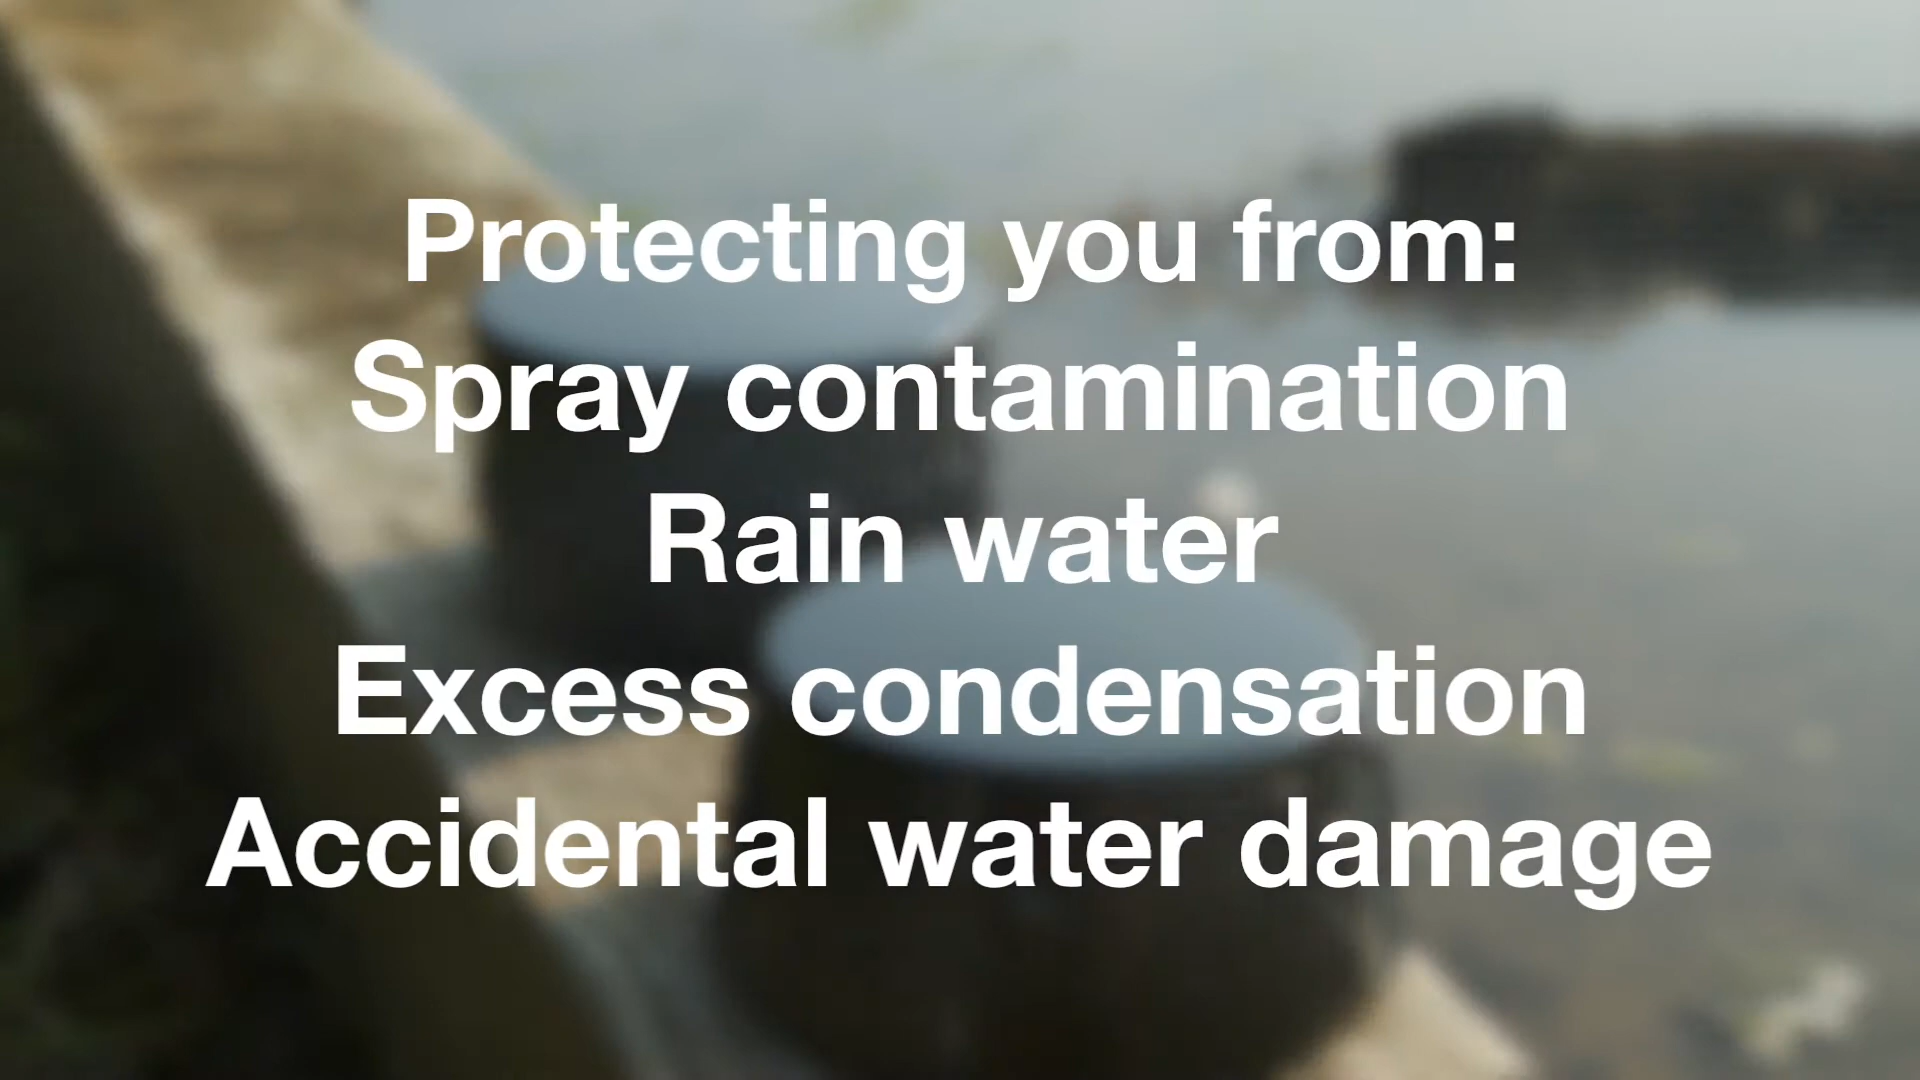 Protecting you from:
Spray contamination
Rain water
Excess condensation
Accidental water damage